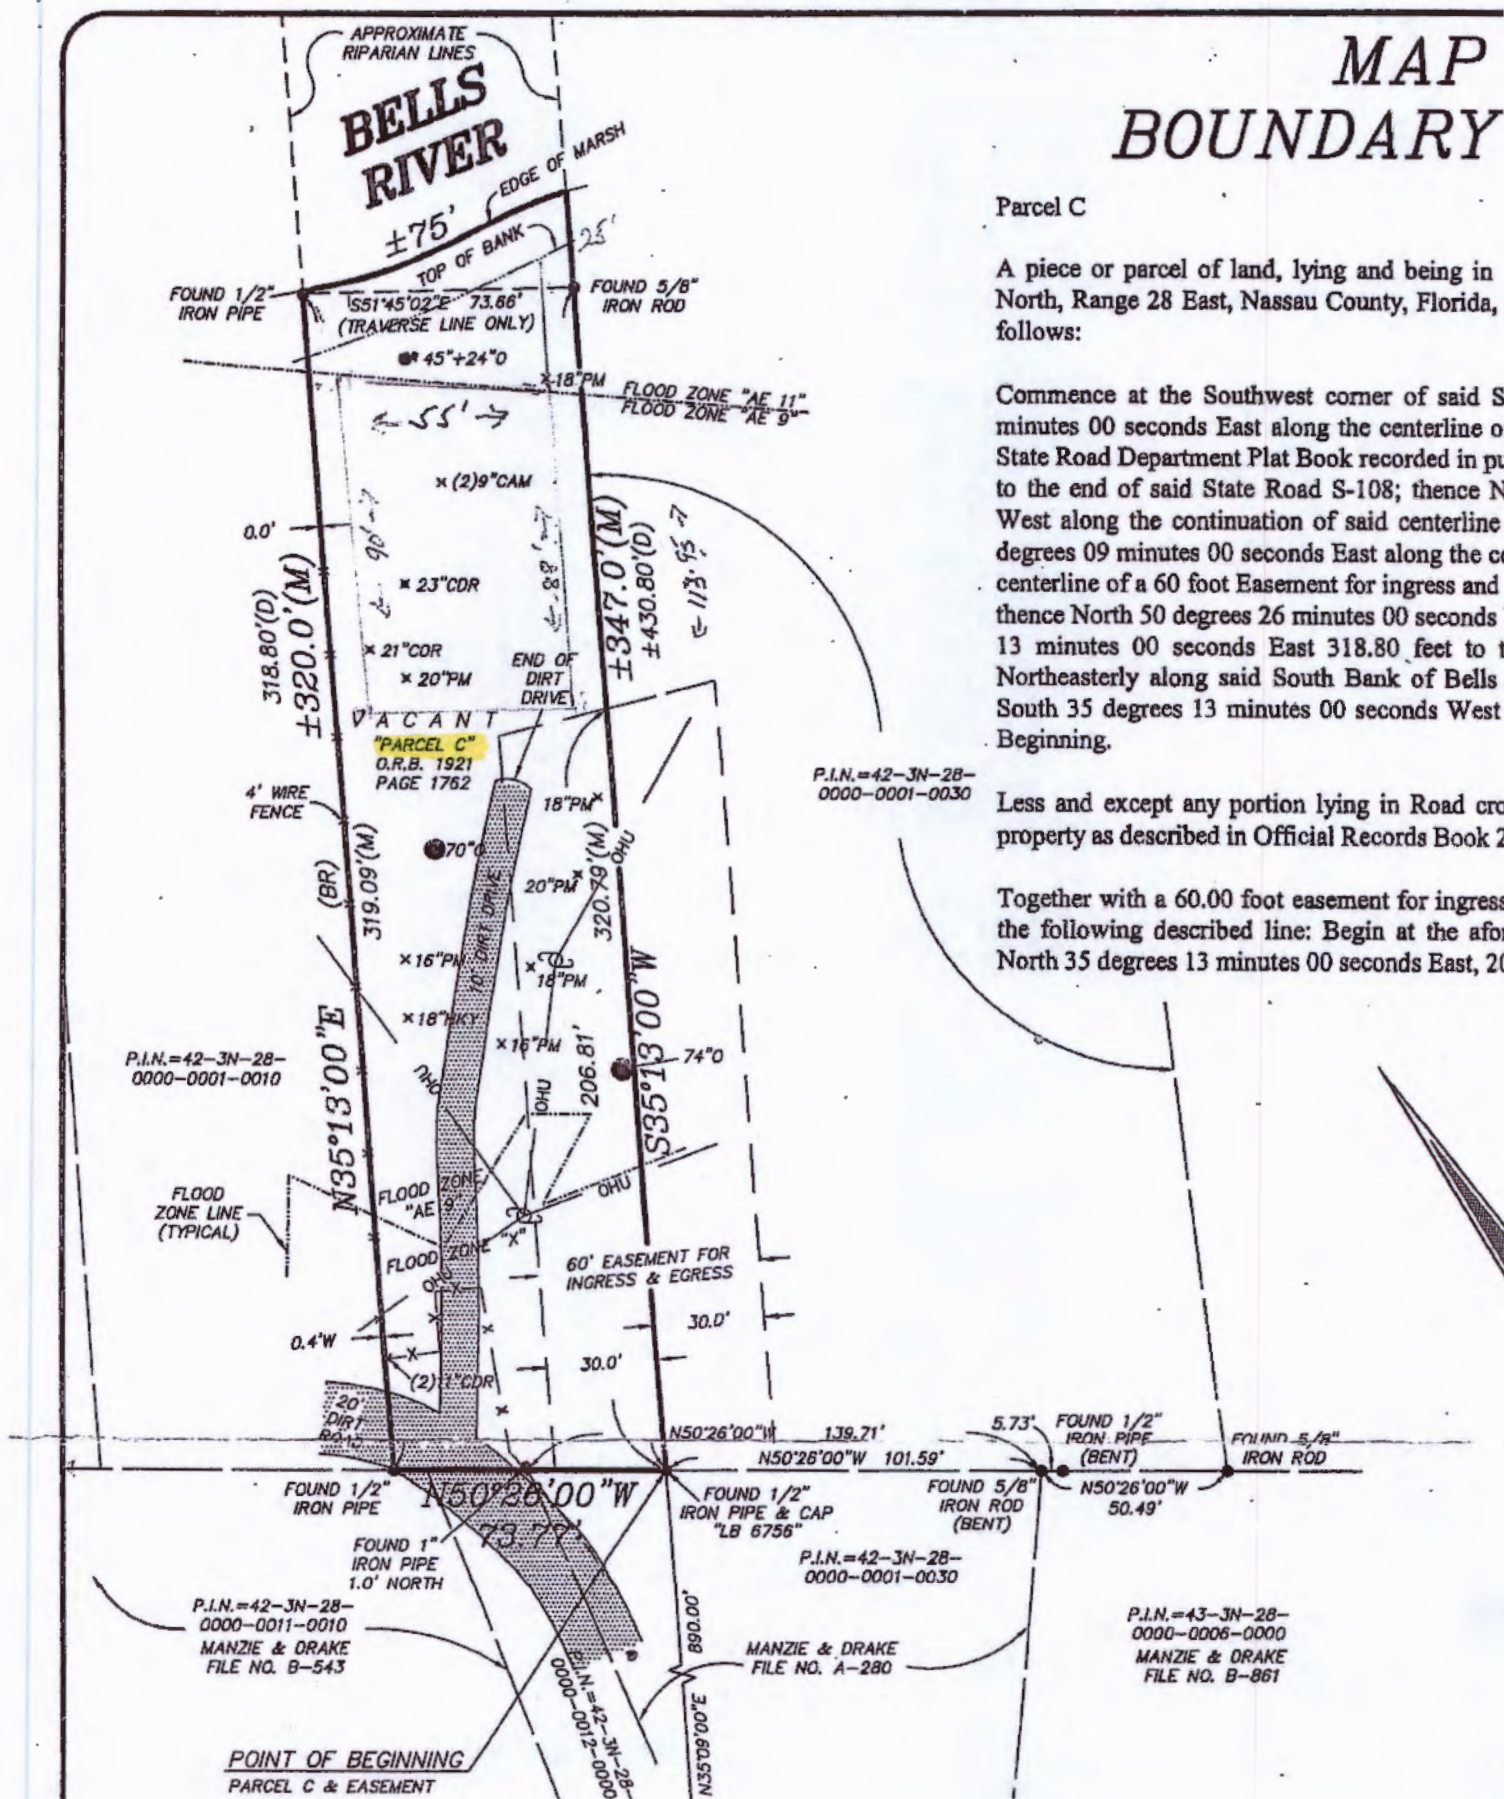 APPROXIMATE
RIPARIAN LINES
BELLS
RIVER
EDGE OF MARSH
±75'
TOP OF BANK
25'
FOUND 1/2"
IRON PIPE
S51°45'02"E 73.66'
(TRAVERSE LINE ONLY)
FOUND 5/8"
IRON ROD
45"+24"O
18"PM
FLOOD ZONE "AE 11"
FLOOD ZONE "AE 9"
55'
(2)9"CAM
0.0'
90'
88'
318.80'(D)
±320.0'(M)
±347.0'(M)
±430.80'(D)
113.95
23"CDR
21"CDR
20"PM
END OF
DIRT
DRIVE
VACANT
"PARCEL C"
O.R.B. 1921
PAGE 1762
4' WIRE
FENCE
18"PM
70"O
20"PM
OHU
(BR)
319.09'(M)
320.79'(M)
10' DIRT DRIVE
16"PM
18"PM
18"HKY
16"PM
74"O
N35°13'00"E
S35°13'00"W
206.81'
OHU
OHU
OHU
P.I.N.=42-3N-28-
0000-0001-0010
P.I.N.=42-3N-28-
0000-0001-0030
FLOOD
ZONE LINE
(TYPICAL)
FLOOD ZONE
"AE 9"
FLOOD ZONE "X"
OHU
60' EASEMENT FOR
INGRESS & EGRESS
0.4'W
30.0'
30.0'
(2)11"CDR
20'
DIRT
ROAD
N50°26'00"W 139.71'
N50°26'00"W 101.59'
5.73'
FOUND 1/2"
IRON PIPE
(BENT)
FOUND 5/8"
IRON ROD
FOUND 1/2"
IRON PIPE
N50°26'00"W
73.77'
FOUND 1/2"
IRON PIPE & CAP
"LB 6756"
FOUND 5/8"
IRON ROD
(BENT)
N50°26'00"W
50.49'
FOUND 1"
IRON PIPE
1.0' NORTH
P.I.N.=42-3N-28-
0000-0001-0030
P.I.N.=42-3N-28-
0000-0011-0010
MANZIE & DRAKE
FILE NO. B-543
MANZIE & DRAKE
FILE NO. A-280
P.I.N.=43-3N-28-
0000-0006-0000
MANZIE & DRAKE
FILE NO. B-861
P.I.N.=42-3N-28-
0000-0012-0000
890.00'
N35°09'00"E
POINT OF BEGINNING
PARCEL C & EASEMENT
MAP
BOUNDARY
Parcel C
A piece or parcel of land, lying and being in
North, Range 28 East, Nassau County, Florida,
follows:
Commence at the Southwest corner of said S
minutes 00 seconds East along the centerline o
State Road Department Plat Book recorded in pu
to the end of said State Road S-108; thence N
West along the continuation of said centerline
degrees 09 minutes 00 seconds East along the ce
centerline of a 60 foot Easement for ingress and
thence North 50 degrees 26 minutes 00 seconds
13 minutes 00 seconds East 318.80 feet to t
Northeasterly along said South Bank of Bells
South 35 degrees 13 minutes 00 seconds West
Beginning.
Less and except any portion lying in Road cro
property as described in Official Records Book 2
Together with a 60.00 foot easement for ingress
the following described line: Begin at the afor
North 35 degrees 13 minutes 00 seconds East, 20